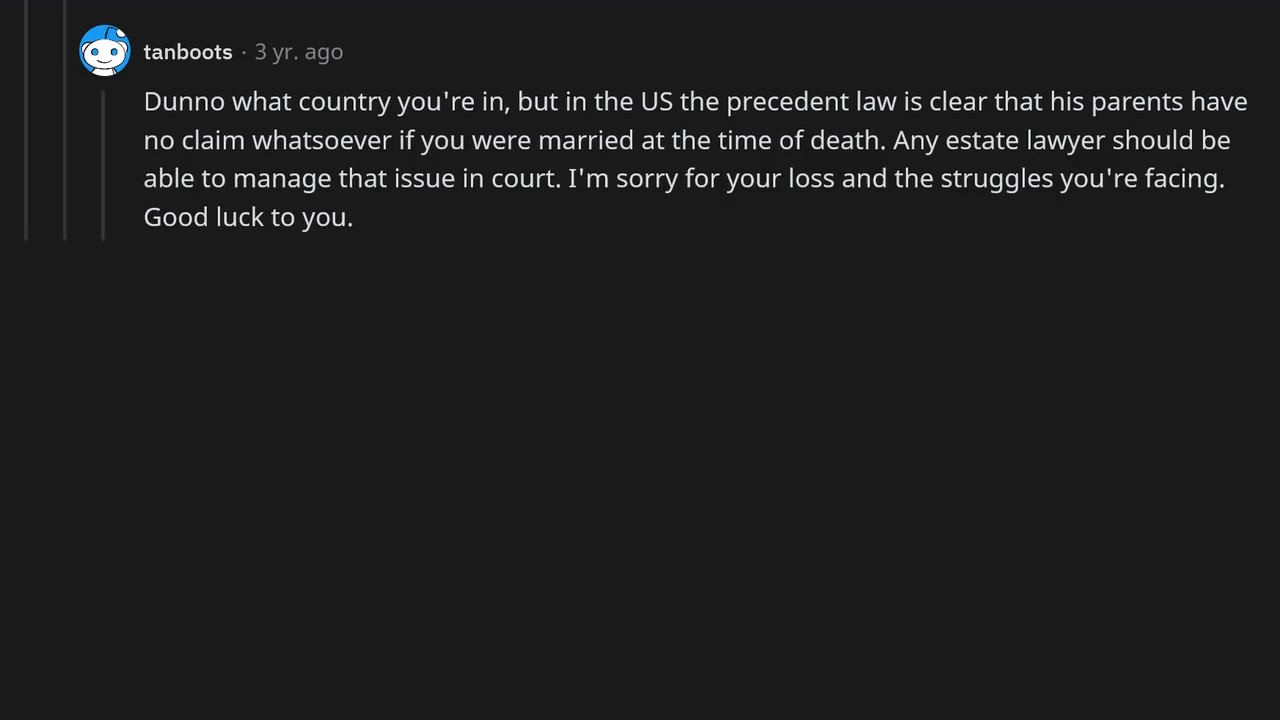 tanboots · 3 yr. ago
Dunno what country you're in, but in the US the precedent law is clear that his parents have
no claim whatsoever if you were married at the time of death. Any estate lawyer should be
able to manage that issue in court. I'm sorry for your loss and the struggles you're facing.
Good luck to you.